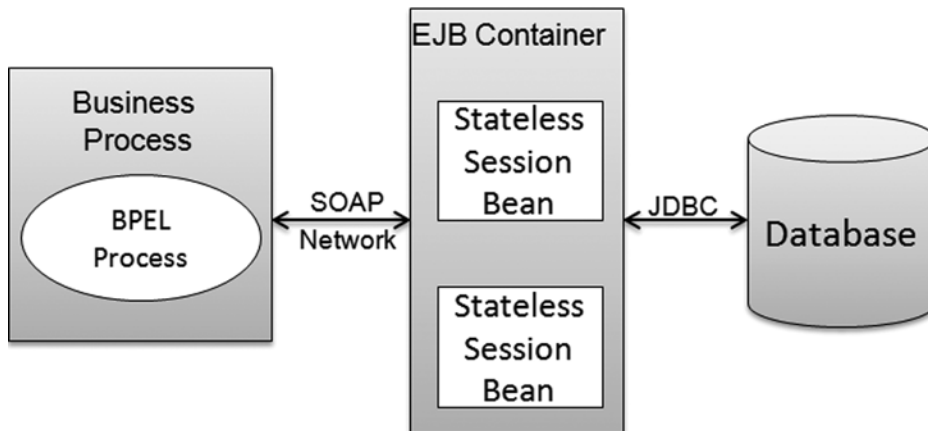 Business
Process
BPEL
Process
SOAP
Network
EJB Container
Stateless
Session
Bean
Stateless
Session
Bean
JDBC
Database